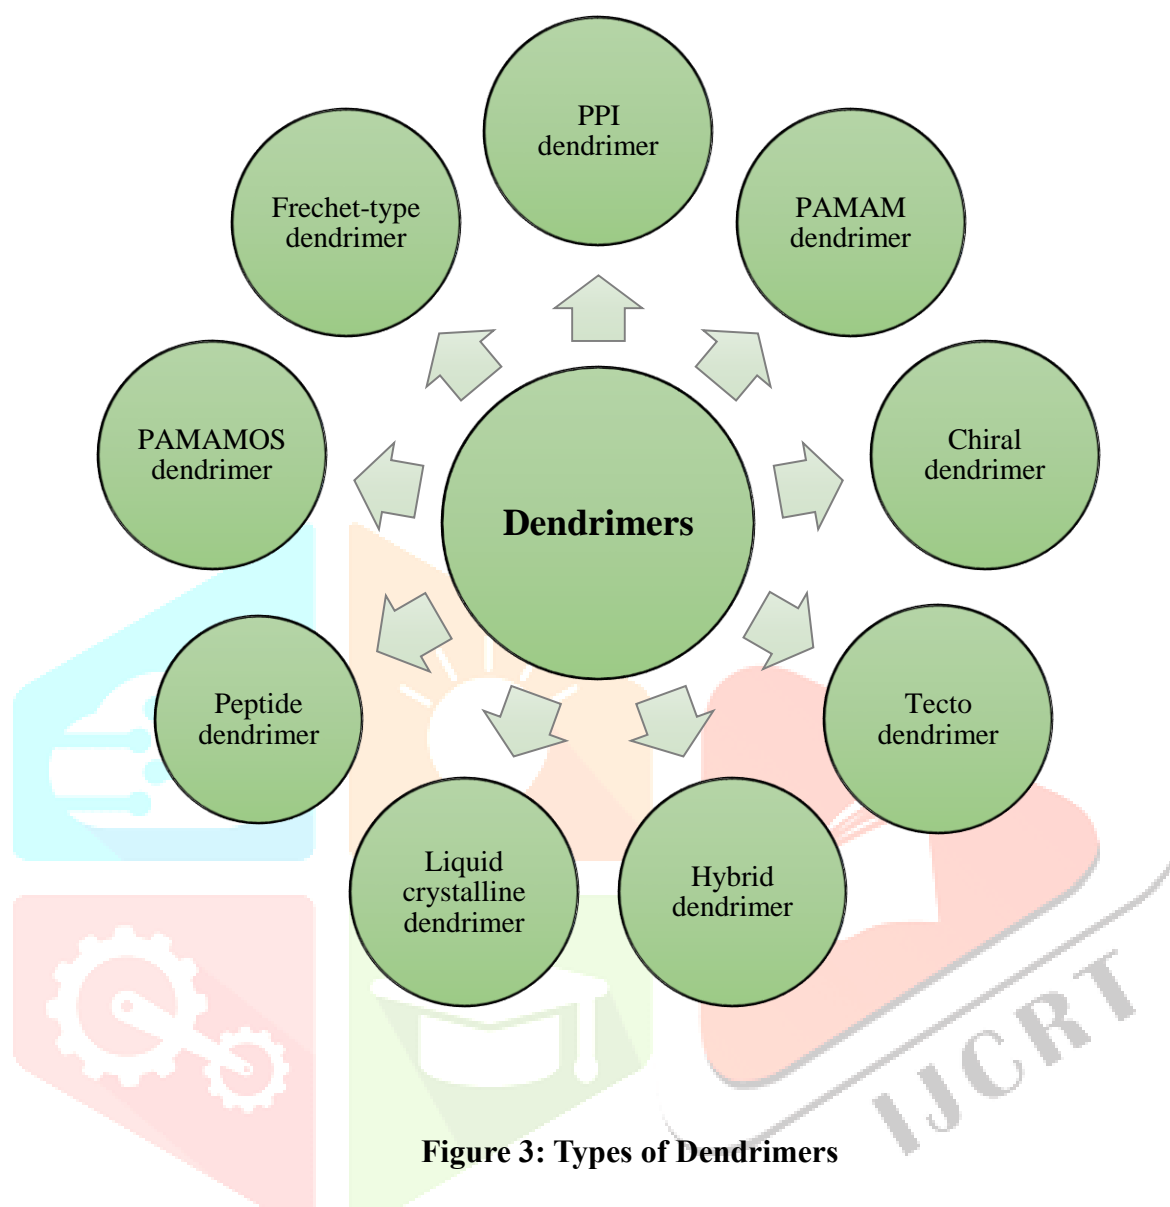 PPI
dendrimer
PAMAM
dendrimer
Chiral
dendrimer
Tecto
dendrimer
Hybrid
dendrimer
Liquid
crystalline
dendrimer
Peptide
dendrimer
PAMAMOS
dendrimer
Frechet-type
dendrimer
Dendrimers
IJCRT
Figure 3: Types of Dendrimers